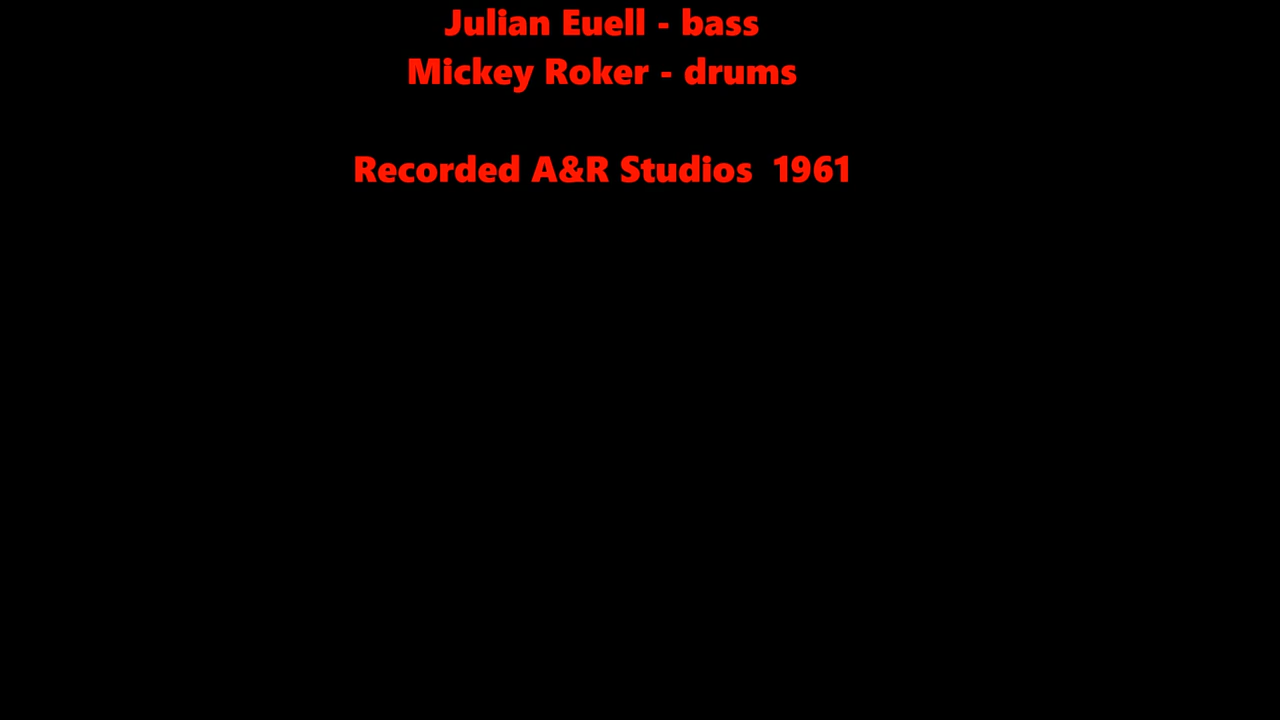 Julian Euell - bass
Mickey Roker - drums
Recorded A&R Studios  1961